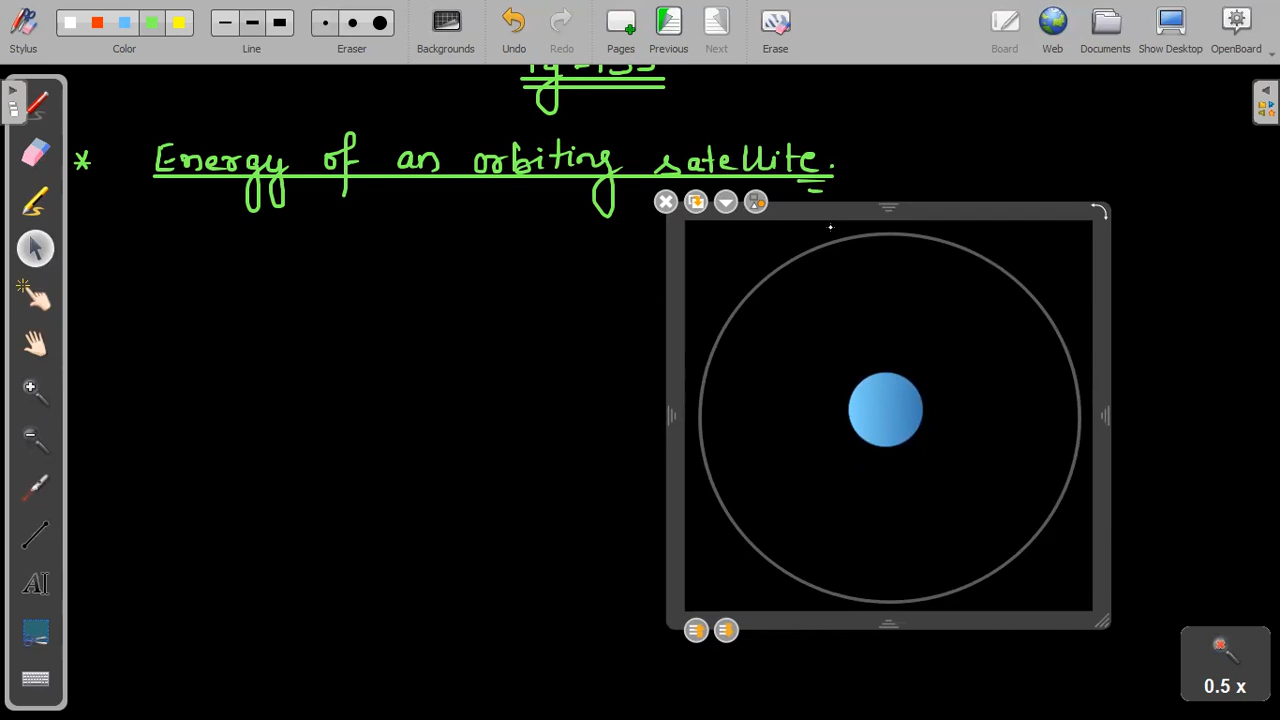 Stylus Color Line Eraser Backgrounds Undo Redo Pages Previous Next Erase Board Web Documents Show Desktop OpenBoard
* Energy of an orbiting satellite.
AI
0.5 x